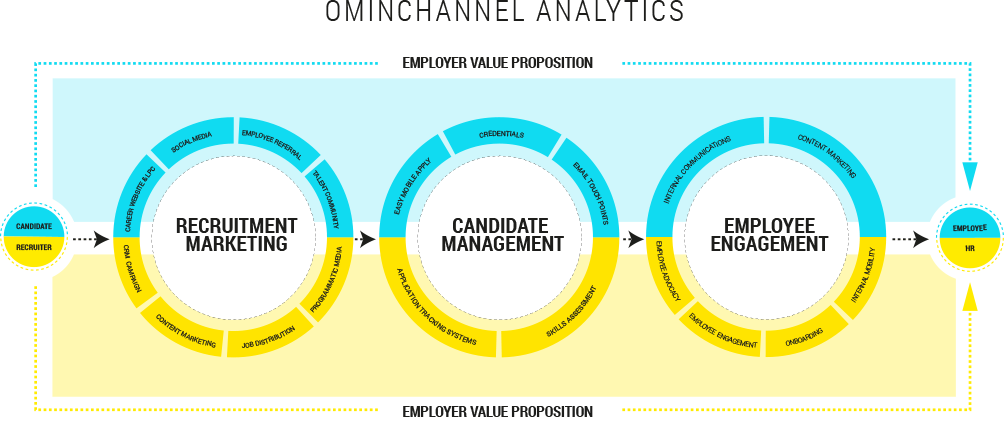 OMINCHANNEL ANALYTICS
EMPLOYER VALUE PROPOSITION
CANDIDATE
RECRUITER
CAREER WEBSITE & LPO
SOCIAL MEDIA
EMPLOYEE REFERRAL
TALENT COMMUNITY
RECRUITMENT
MARKETING
CRM CAMPAIGN
CONTENT MARKETING
JOB DISTRIBUTION
PROGRAMMATIC MEDIA
EASY MOBILE APPLY
CREDENTIALS
EMAIL TOUCH POINTS
CANDIDATE
MANAGEMENT
APPLICATION TRACKING SYSTEMS
SKILLS ASSESSMENT
INTERNAL COMMUNICATIONS
CONTENT MARKETING
EMPLOYEE
ENGAGEMENT
EMPLOYEE ADVOCACY
EMPLOYEE ENGAGEMENT
ONBOARDING
INTERNAL MOBILITY
EMPLOYEE
HR
EMPLOYER VALUE PROPOSITION